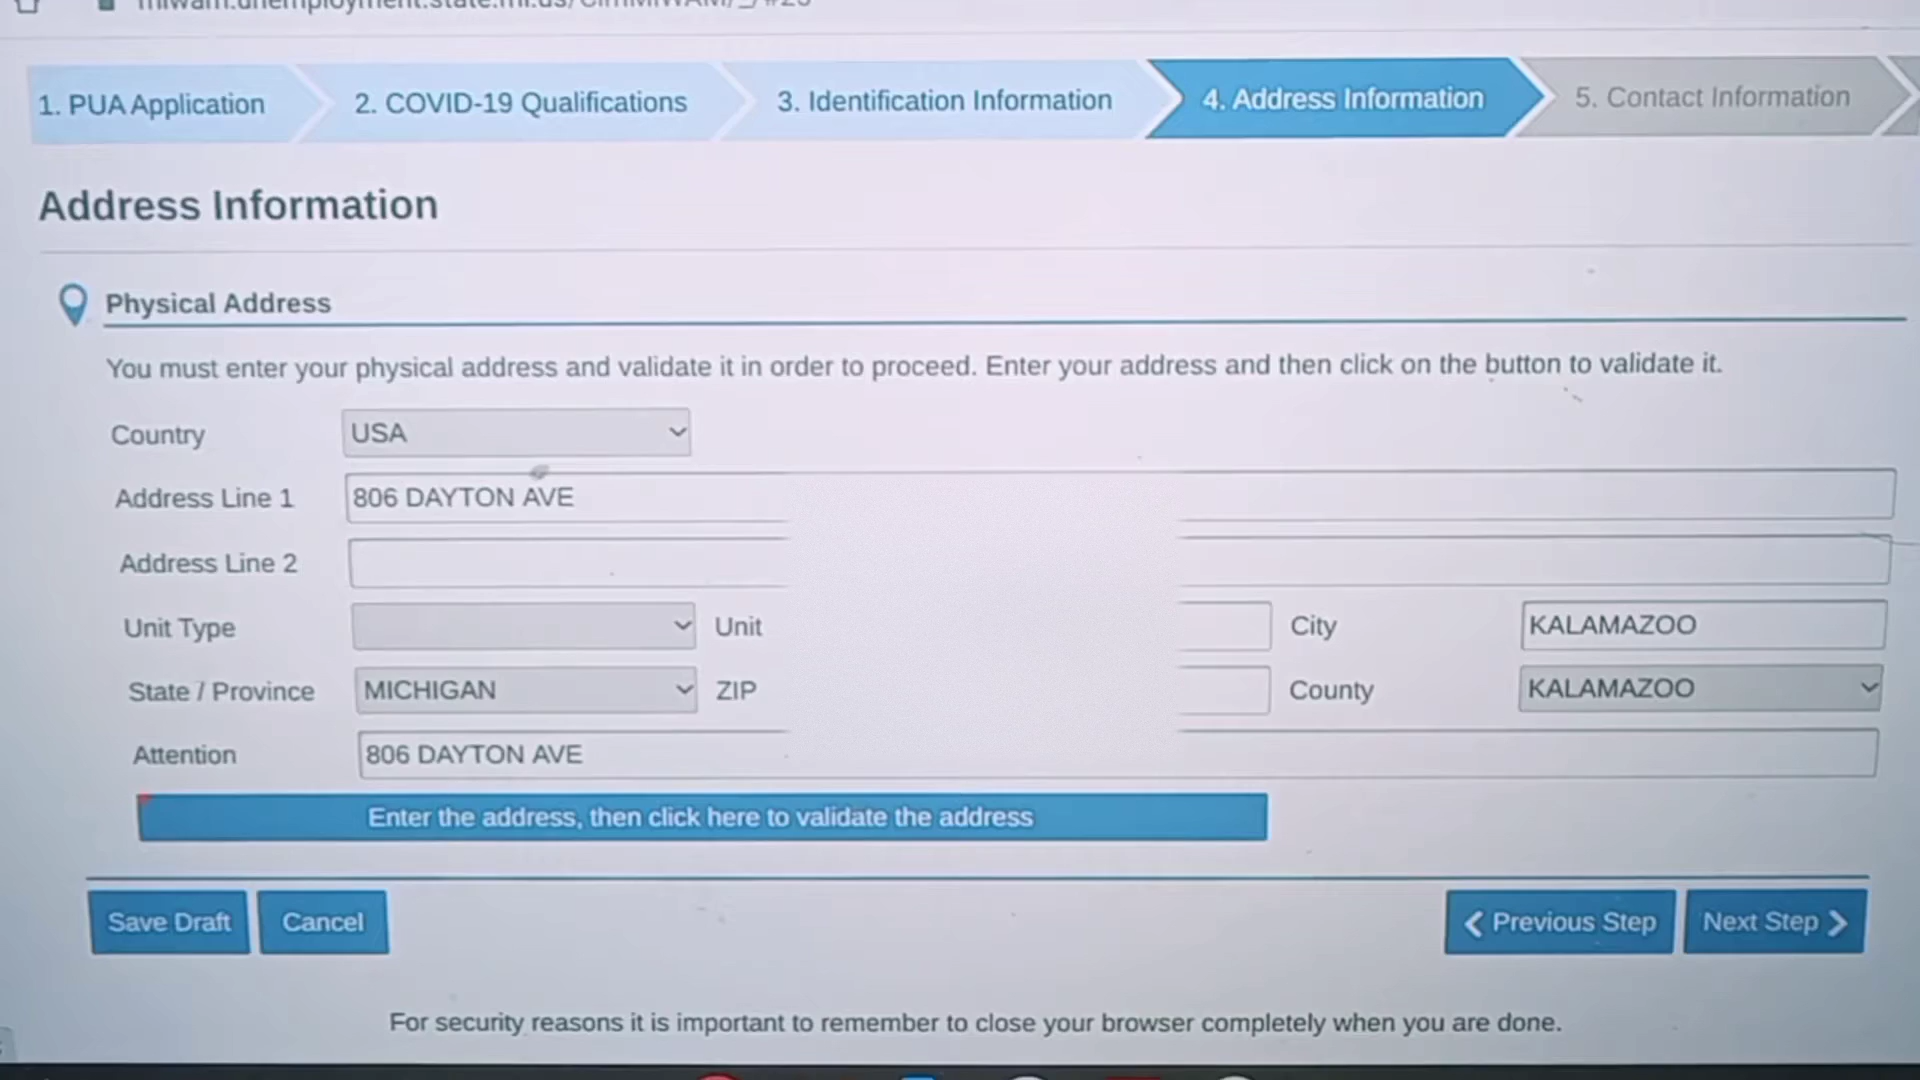 1. PUA Application 2. COVID-19 Qualifications 3. Identification Information 4. Address Information 5. Contact Information
Address Information
Physical Address
You must enter your physical address and validate it in order to proceed. Enter your address and then click on the button to validate it.
Country USA
Address Line 1 806 DAYTON AVE
Address Line 2
Unit Type Unit City KALAMAZOO
State / Province MICHIGAN ZIP County KALAMAZOO
Attention 806 DAYTON AVE
Enter the address, then click here to validate the address
Save Draft Cancel Previous Step Next Step
For security reasons it is important to remember to close your browser completely when you are done.